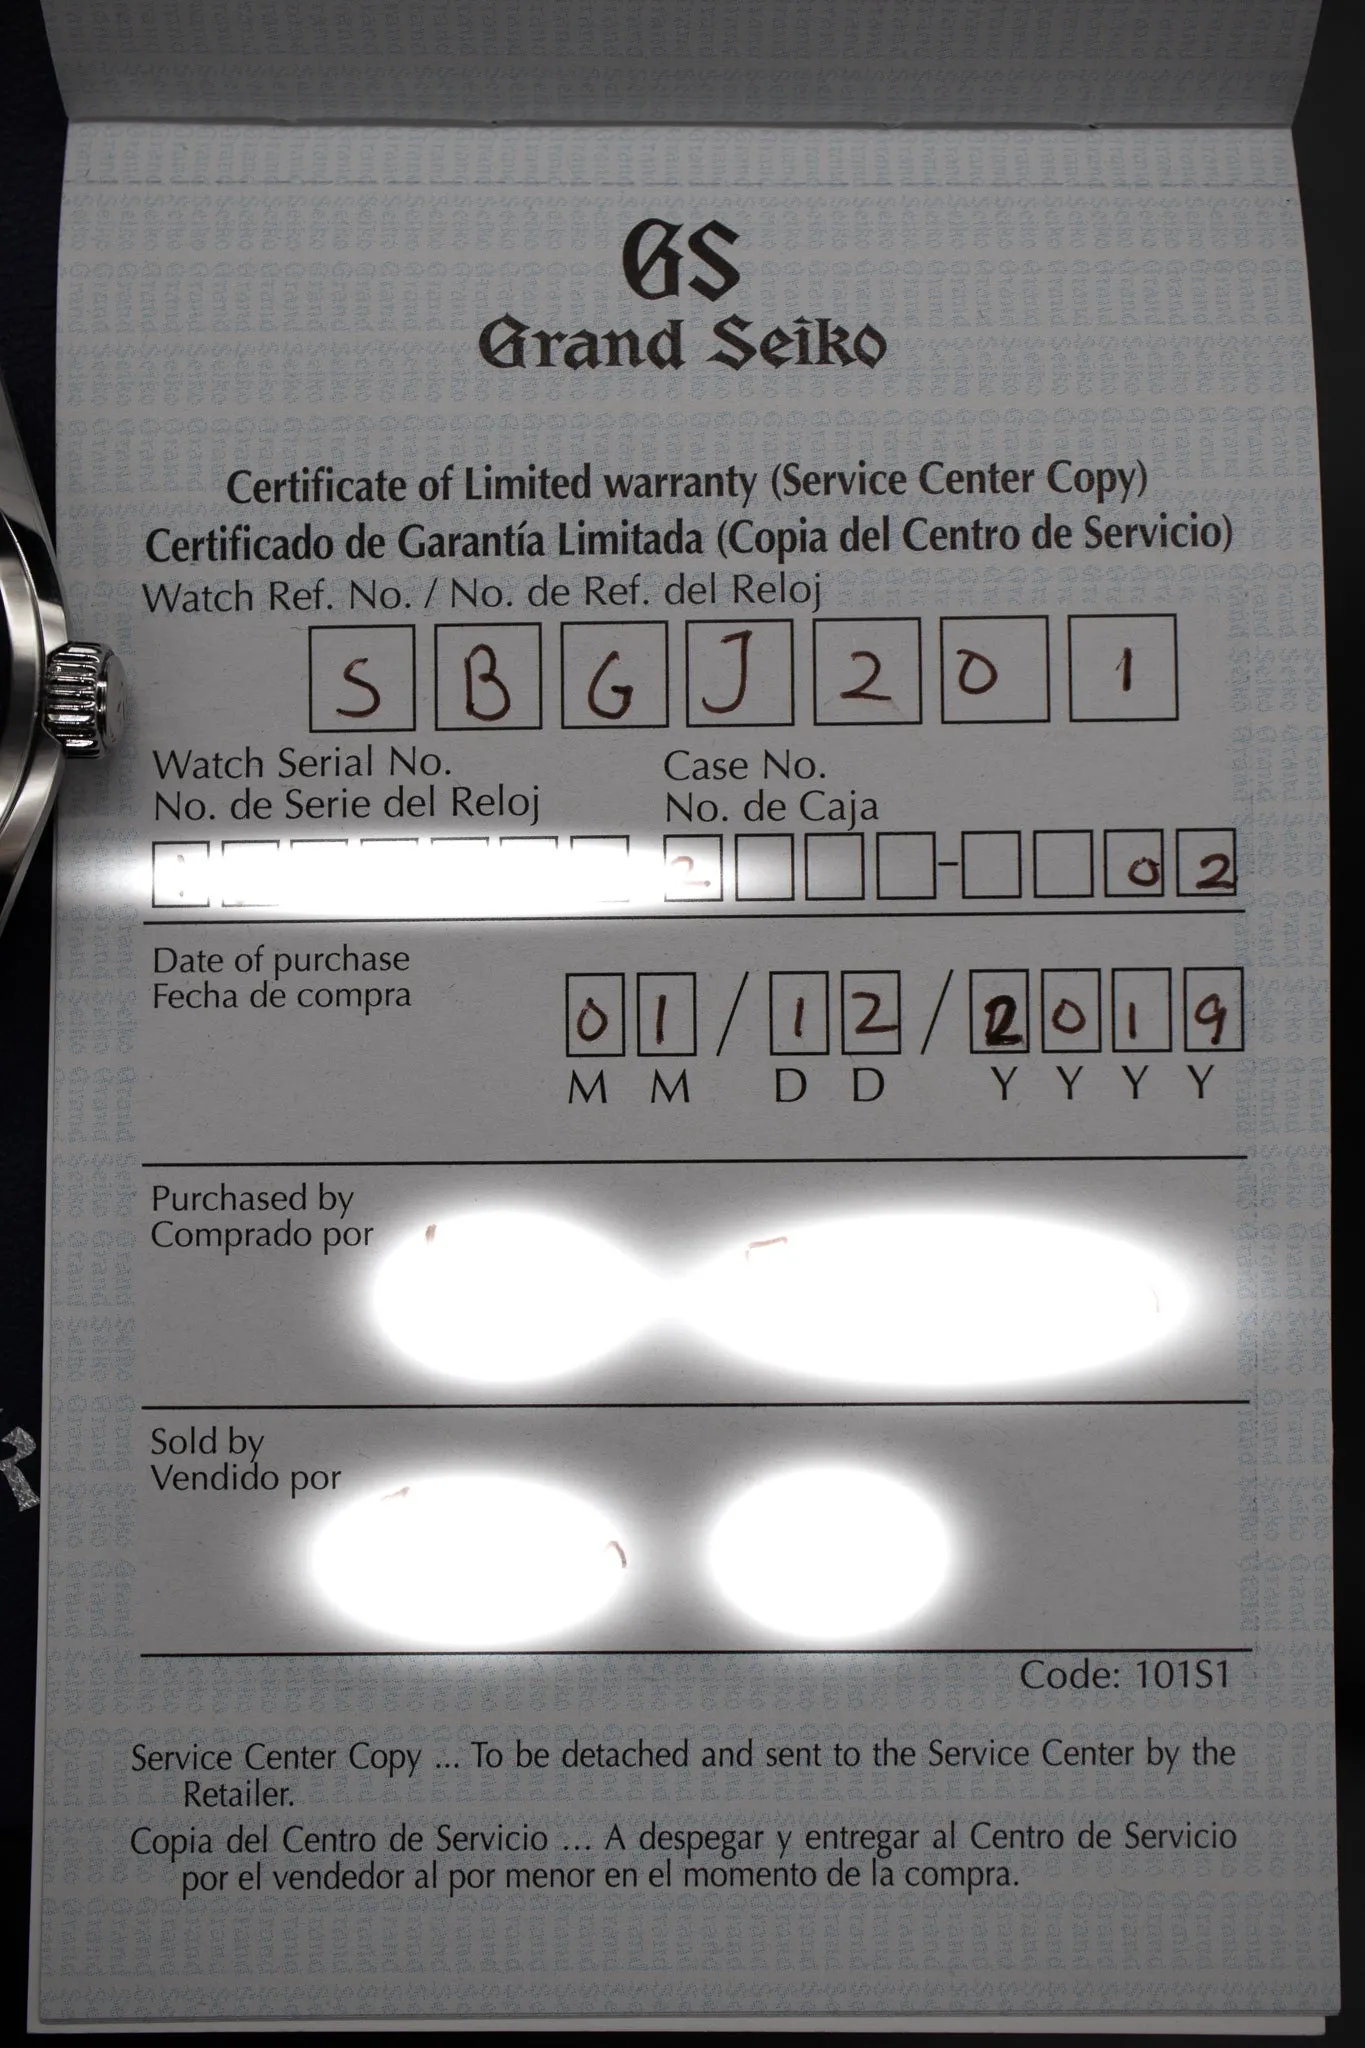 GS
Grand Seiko
Certificate of Limited warranty (Service Center Copy)
Certificado de Garantía Limitada (Copia del Centro de Servicio)
Watch Ref. No. / No. de Ref. del Reloj
S B G J 2 0 1
Watch Serial No. Case No.
No. de Serie del Reloj No. de Caja
2 - 0 2
Date of purchase
Fecha de compra
0 1 / 1 2 / 2 0 1 9
M M D D Y Y Y Y
Purchased by
Comprado por
Sold by
Vendido por
Code: 101S1
Service Center Copy ... To be detached and sent to the Service Center by the
Retailer.
Copia del Centro de Servicio ... A despegar y entregar al Centro de Servicio
por el vendedor al por menor en el momento de la compra.